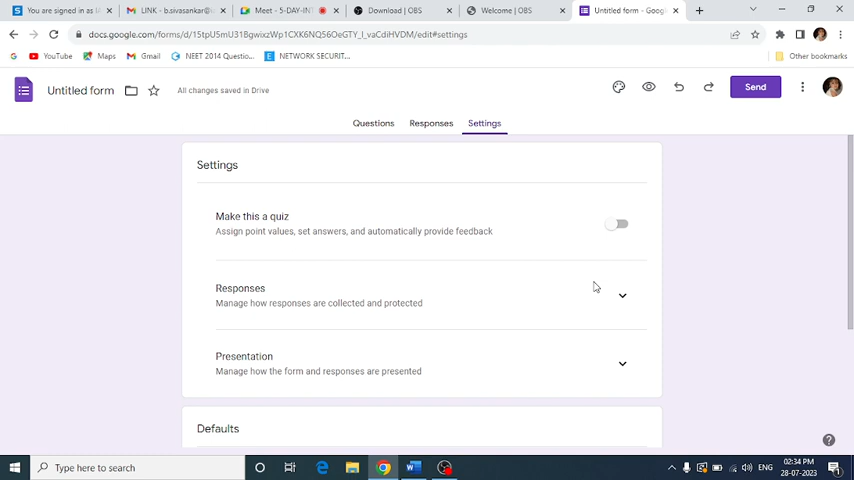 You are signed in as U
LINK - b.sivasankar@
Meet - 5-DAY-INT
Download | OBS
Welcome | OBS
Untitled form - Googl
docs.google.com/forms/d/15tpU5mU31BgwixzWp1CXK6NQ56OeGTY_I_vaCdiHVDM/edit#settings
YouTube
Maps
Gmail
NEET 2014 Questio...
NETWORK SECURIT...
Other bookmarks
Untitled form
All changes saved in Drive
Send
Questions
Responses
Settings
Settings
Make this a quiz
Assign point values, set answers, and automatically provide feedback
Responses
Manage how responses are collected and protected
Presentation
Manage how the form and responses are presented
Defaults
Type here to search
ENG
02:34 PM
28-07-2023